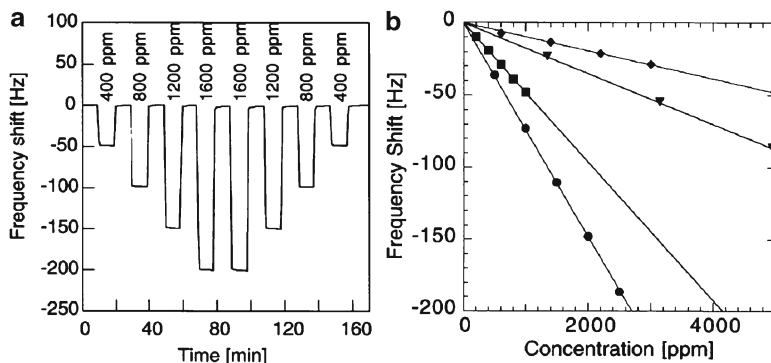 a
Frequency shift [Hz]
100
50
0
-50
-100
-150
-200
-250
400 ppm
800 ppm
1200 ppm
1600 ppm
1600 ppm
1200 ppm
800 ppm
400 ppm
0 40 80 120 160
Time [min]
b
Frequency Shift [Hz]
0
-50
-100
-150
-200
0 2000 4000
Concentration [ppm]